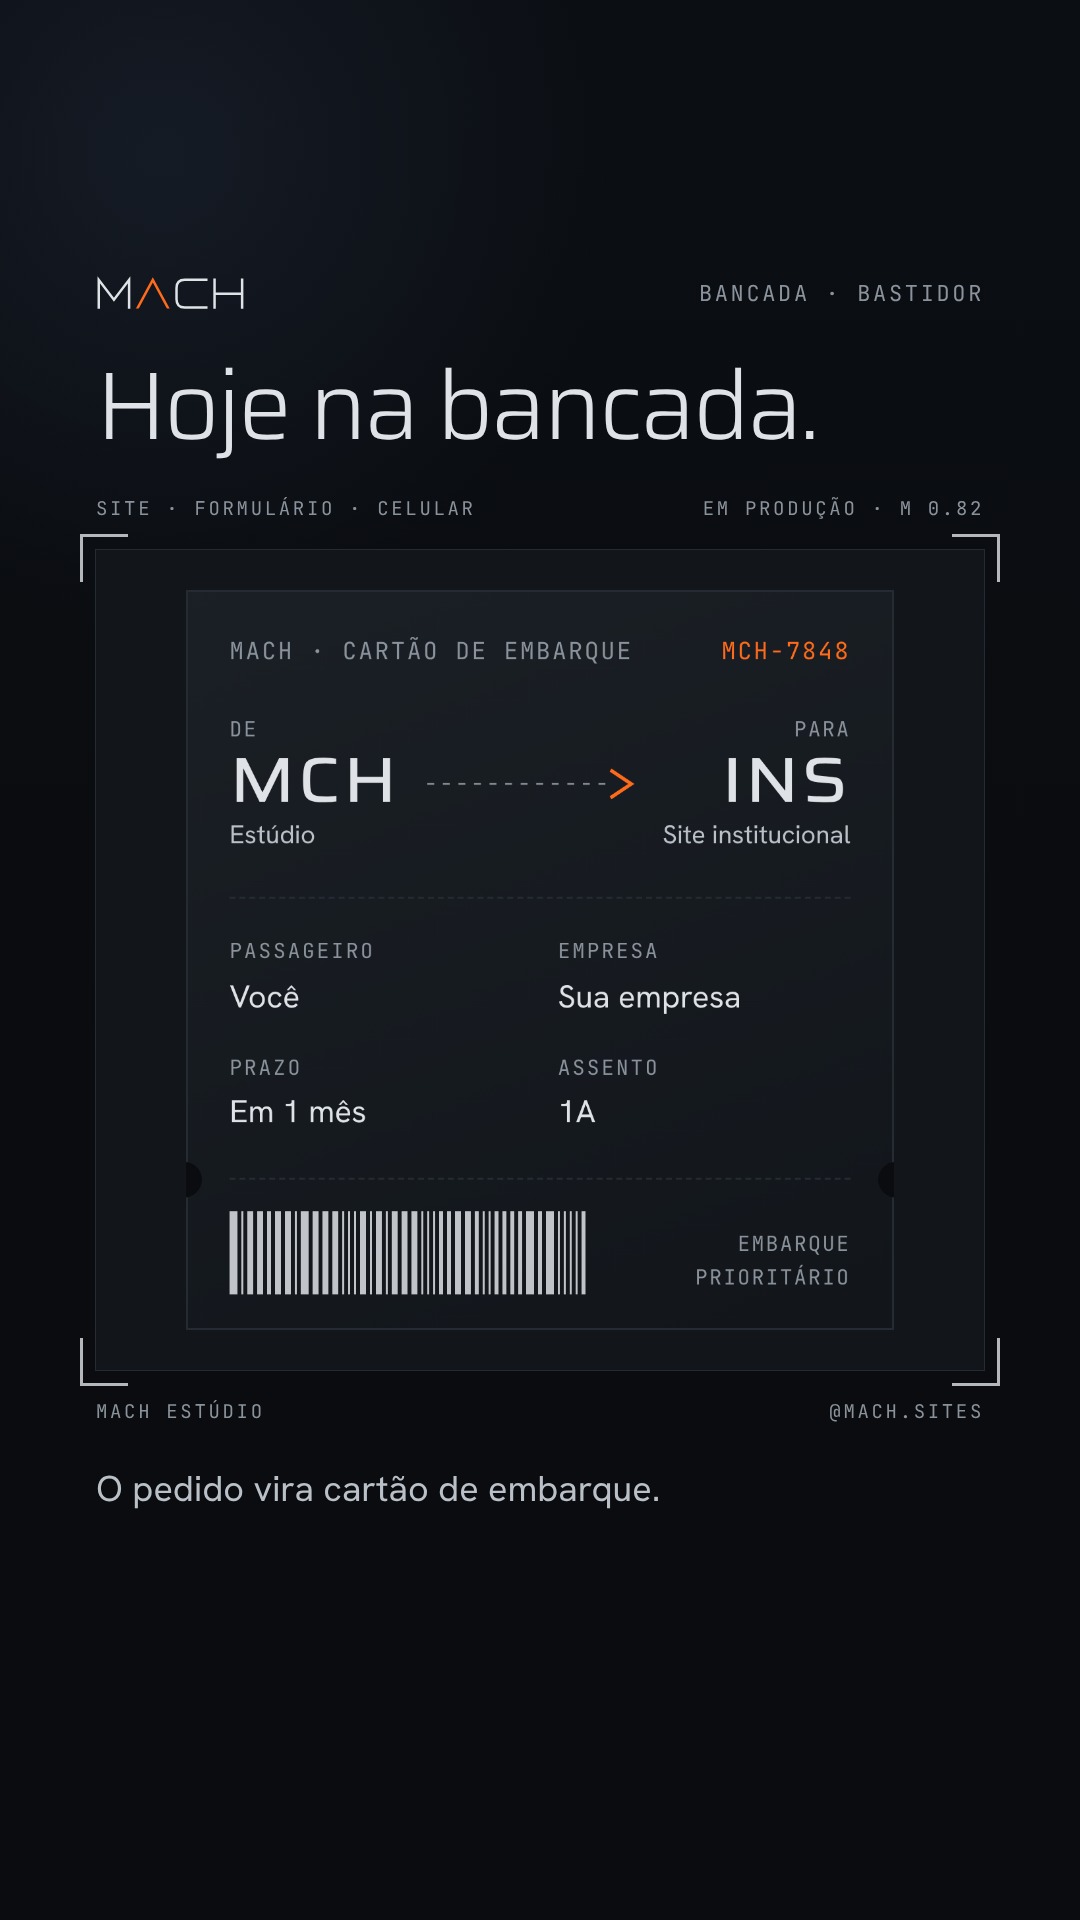 MACH
BANCADA · BASTIDOR
Hoje na bancada.
SITE · FORMULÁRIO · CELULAR
EM PRODUÇÃO · M 0.82
MACH · CARTÃO DE EMBARQUE
MCH-7848
DE
PARA
MCH
INS
Estúdio
Site institucional
PASSAGEIRO
EMPRESA
Você
Sua empresa
PRAZO
ASSENTO
Em 1 mês
1A
EMBARQUE
PRIORITÁRIO
MACH ESTÚDIO
@MACH.SITES
O pedido vira cartão de embarque.